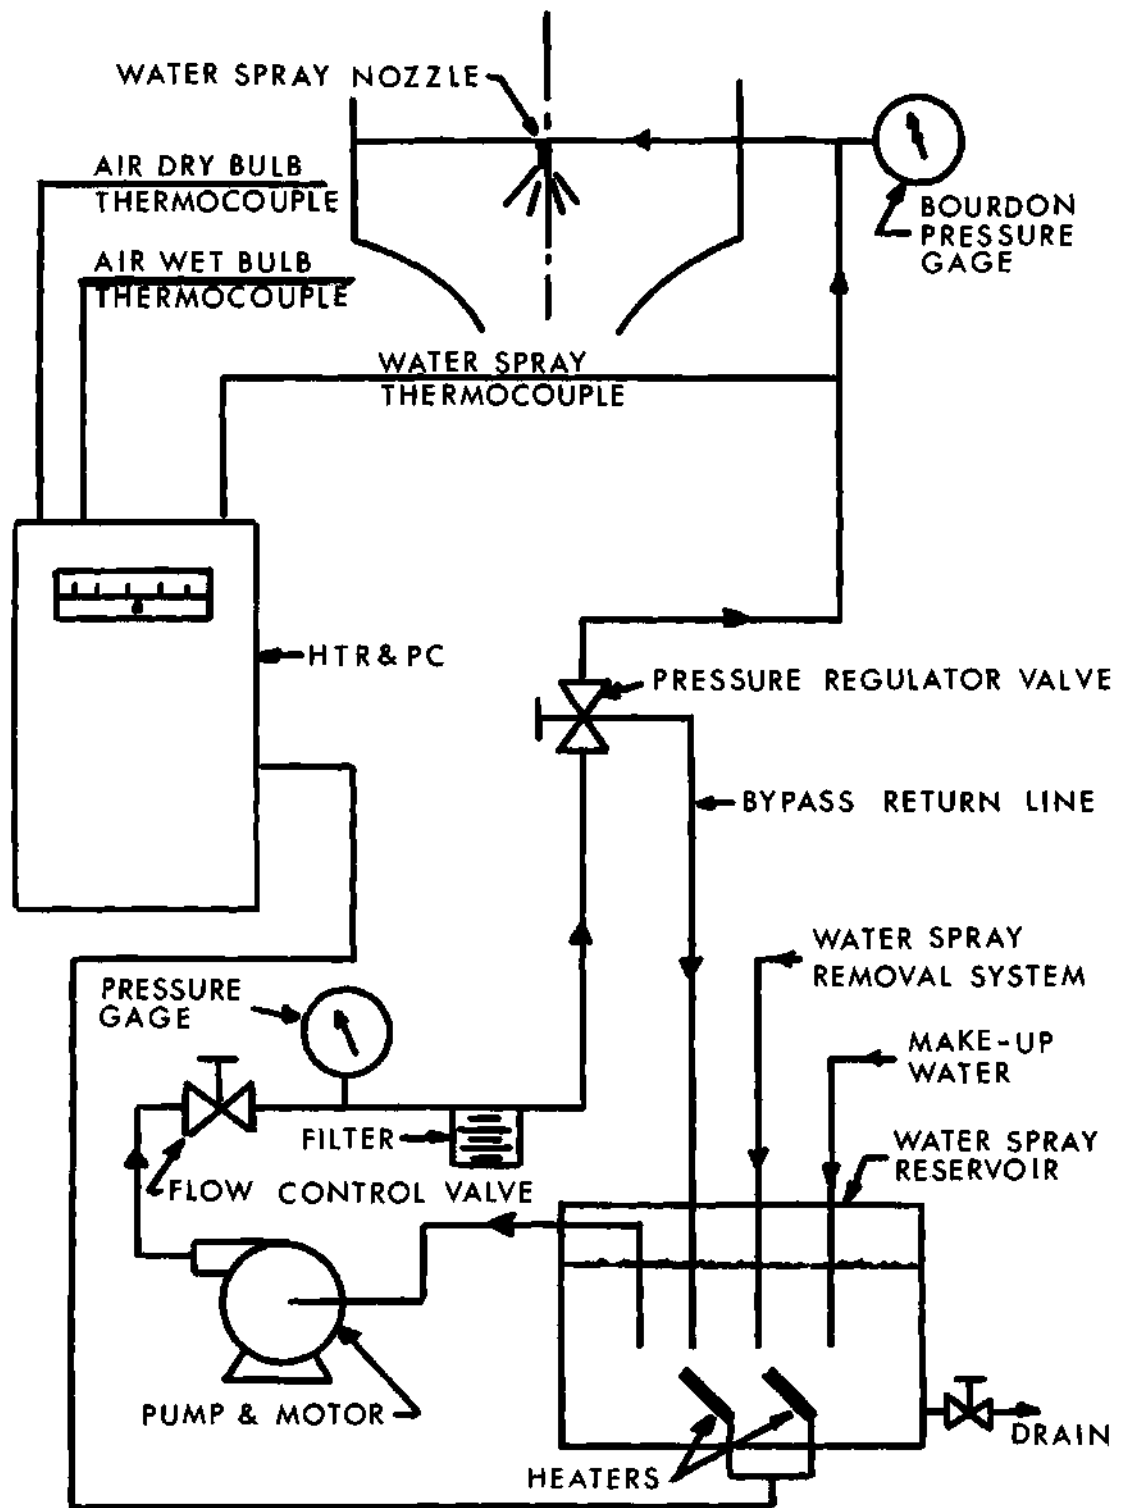 WATER SPRAY NOZZLE
AIR DRY BULB
THERMOCOUPLE
BOURDON
PRESSURE
GAGE
AIR WET BULB
THERMOCOUPLE
WATER SPRAY
THERMOCOUPLE
HTR&PC
PRESSURE REGULATOR VALVE
BYPASS RETURN LINE
WATER SPRAY
REMOVAL SYSTEM
PRESSURE
GAGE
MAKE-UP
WATER
FILTER
WATER SPRAY
RESERVOIR
FLOW CONTROL VALVE
PUMP & MOTOR
DRAIN
HEATERS